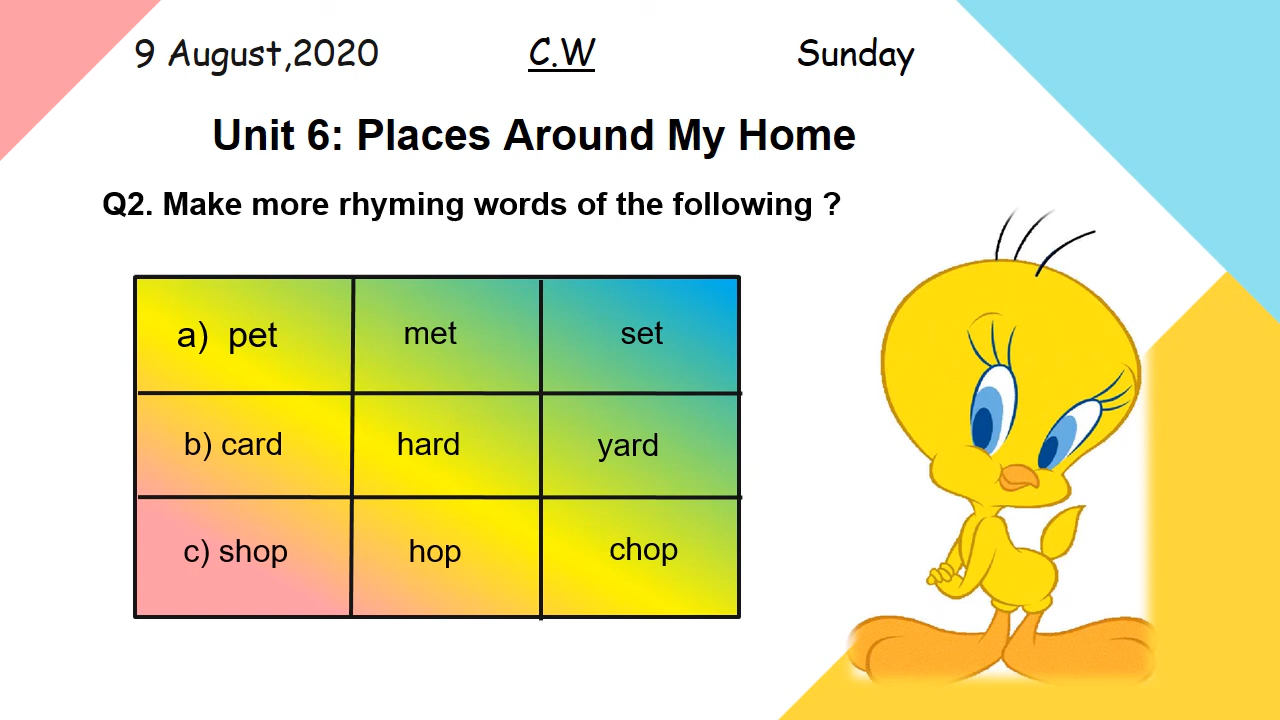 9 August,2020 C.W Sunday
Unit 6: Places Around My Home
Q2. Make more rhyming words of the following ?
a) pet met set
b) card hard yard
c) shop hop chop